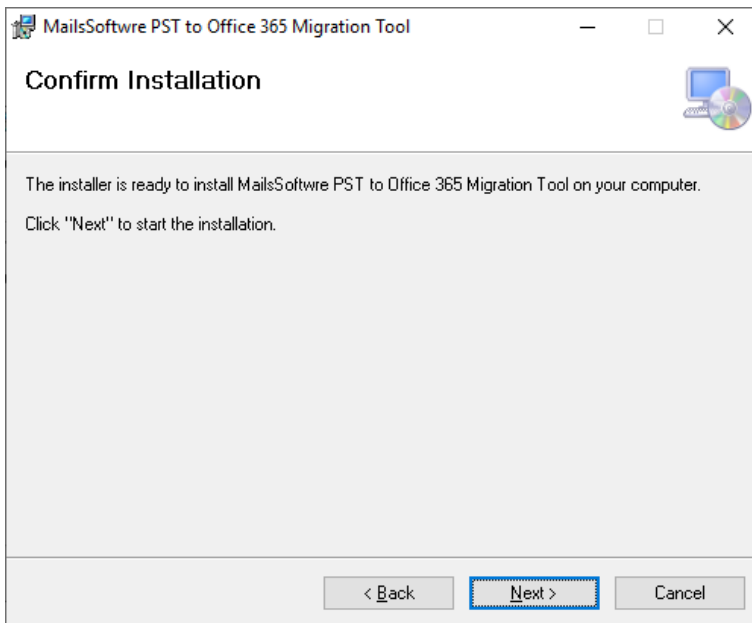 MailsSoftwre PST to Office 365 Migration Tool
Confirm Installation
The installer is ready to install MailsSoftwre PST to Office 365 Migration Tool on your computer.
Click "Next" to start the installation.
< Back
Next >
Cancel